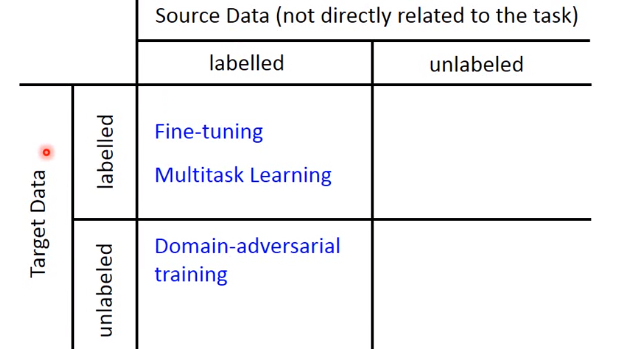 Source Data (not directly related to the task)
labelled
unlabeled
Target Data
labelled
Fine-tuning
Multitask Learning
unlabeled
Domain-adversarial
training